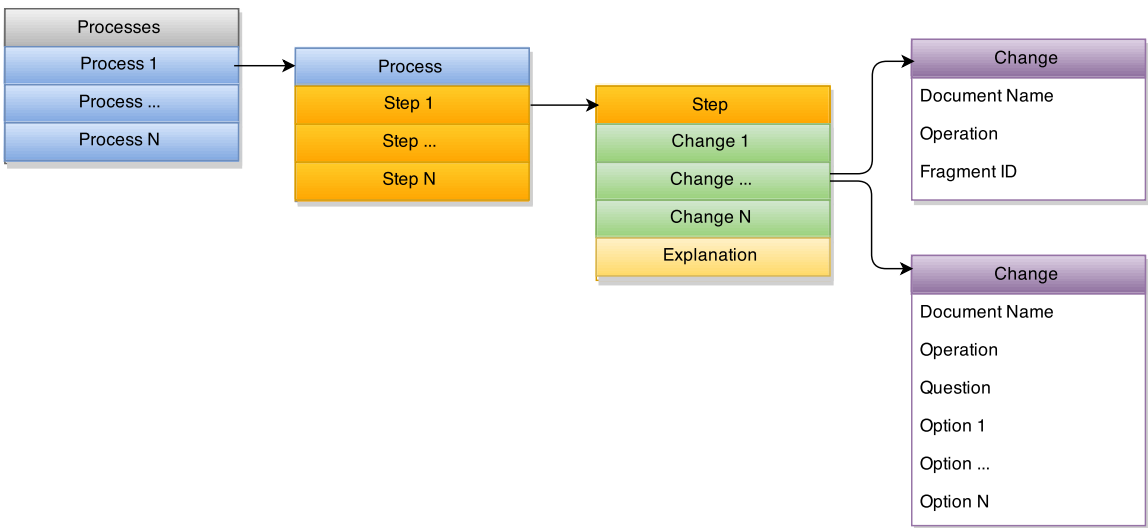 Processes
Process 1
Process ...
Process N
Process
Step 1
Step ...
Step N
Step
Change 1
Change ...
Change N
Explanation
Change
Document Name
Operation
Fragment ID
Change
Document Name
Operation
Question
Option 1
Option ...
Option N